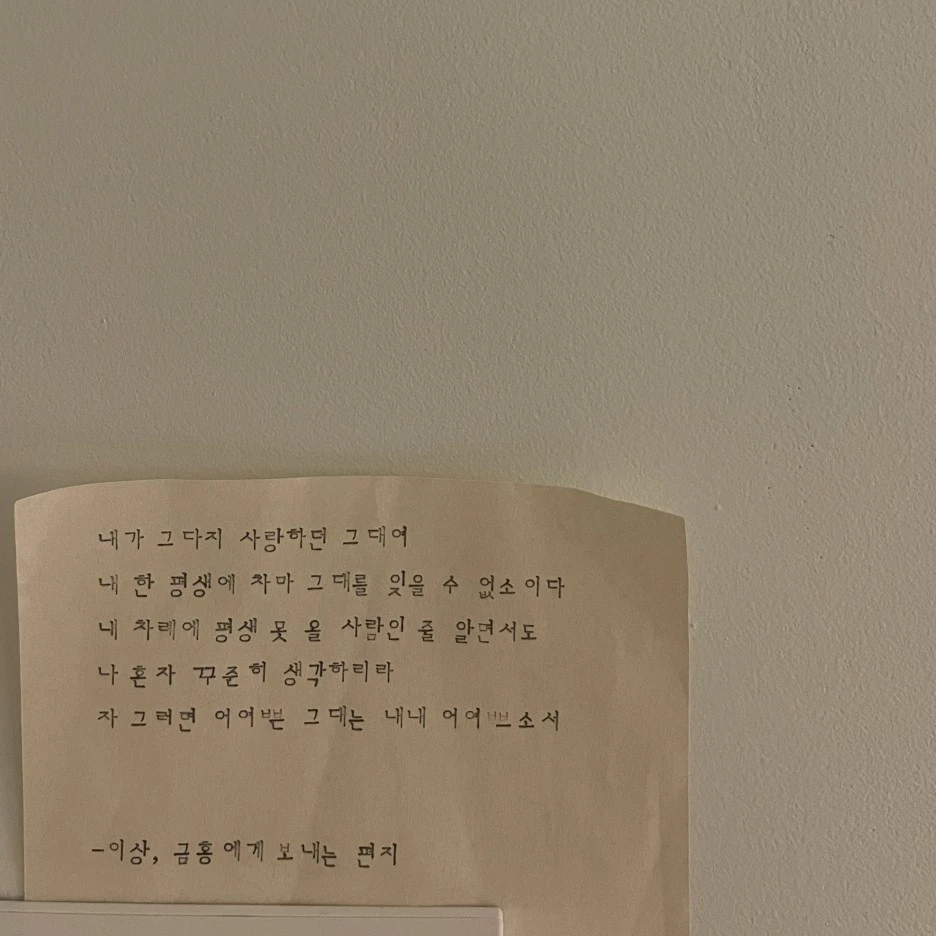 내가 그다지 사랑하던 그대여
내 한 평생에 차마 그대를 잊을 수 없소이다
내 차례에 평생 못 올 사람인 줄 알면서도
나 혼자 꾸준히 생각하리라
자 그러면 어여쁜 그대는 내내 어여쁘소서
-이상, 금홍에게 보내는 편지